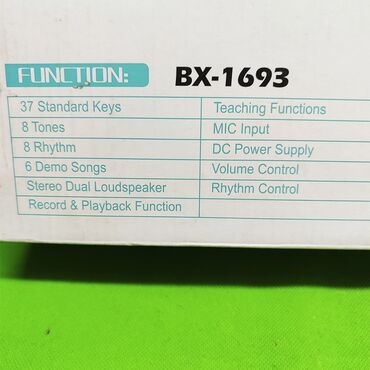 FUNCTION: BX-1693
37 Standard Keys
8 Tones
8 Rhythm
6 Demo Songs
Stereo Dual Loudspeaker
Record & Playback Function
Teaching Functions
MIC Input
DC Power Supply
Volume Control
Rhythm Control